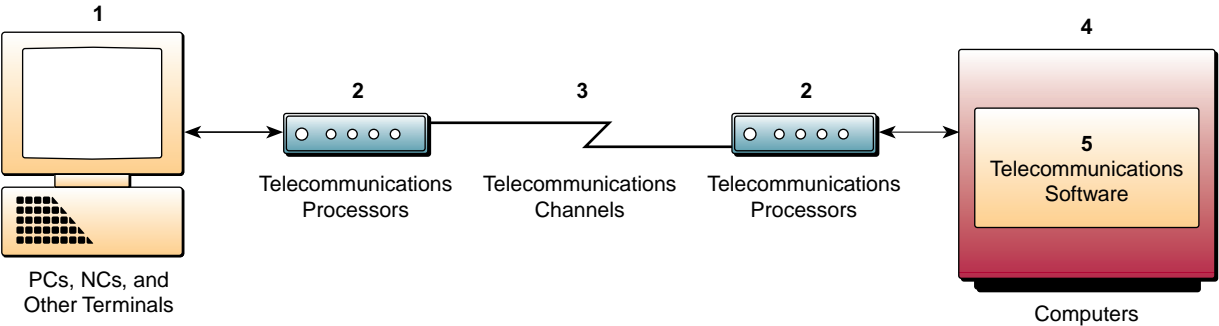 1
PCs, NCs, and
Other Terminals
2
Telecommunications
Processors
3
Telecommunications
Channels
2
Telecommunications
Processors
4
5
Telecommunications
Software
Computers